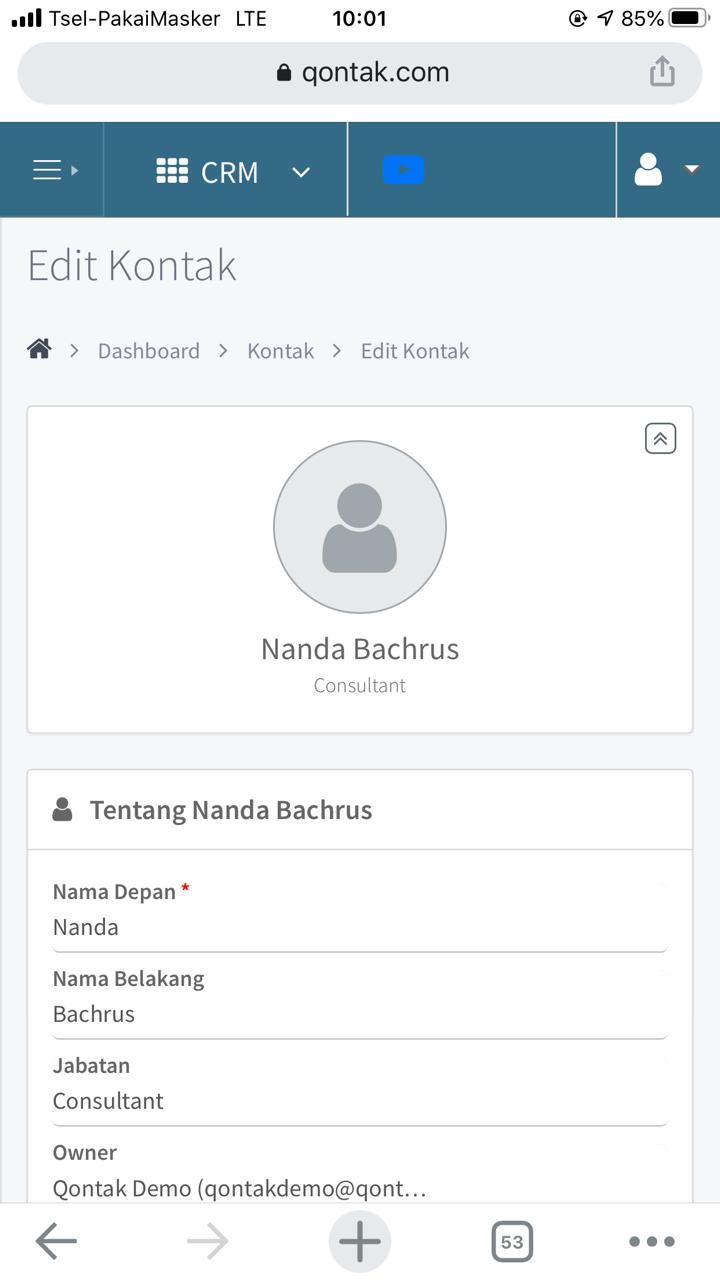 Tsel-PakaiMasker LTE 10:01 85%
qontak.com
CRM
Edit Kontak
Dashboard > Kontak > Edit Kontak
Nanda Bachrus
Consultant
Tentang Nanda Bachrus
Nama Depan *
Nanda
Nama Belakang
Bachrus
Jabatan
Consultant
Owner
Qontak Demo (qontakdemo@qont...
53